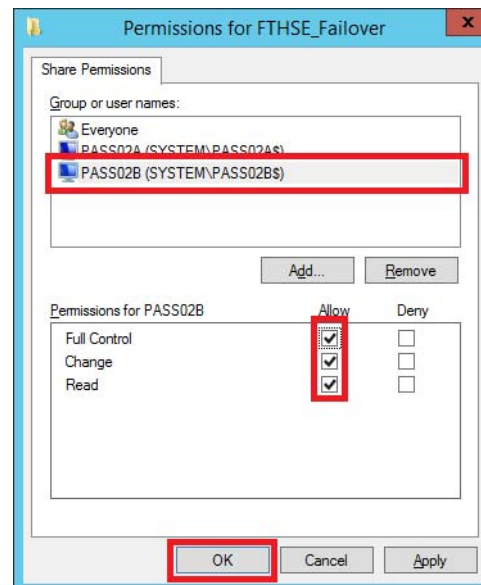 Permissions for FTHSE_Failover
x
Share Permissions
Group or user names:
Everyone
PASS02A (SYSTEM\PASS02A$)
PASS02B (SYSTEM\PASS02B$)
Add... Remove
Permissions for PASS02B Allow Deny
Full Control
Change
Read
OK Cancel Apply